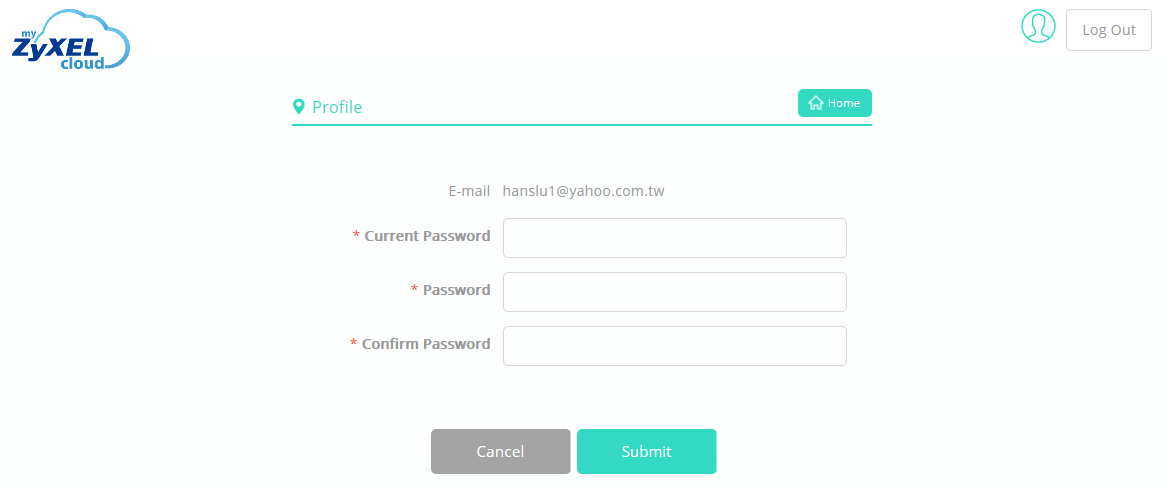 my
ZyXEL
cloud
Log Out
Profile
Home
E-mail hanslu1@yahoo.com.tw
* Current Password
* Password
* Confirm Password
Cancel
Submit